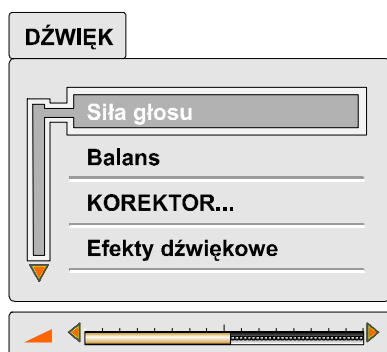 DŹWIĘK
Siła głosu
Balans
KOREKTOR...
Efekty dźwiękowe